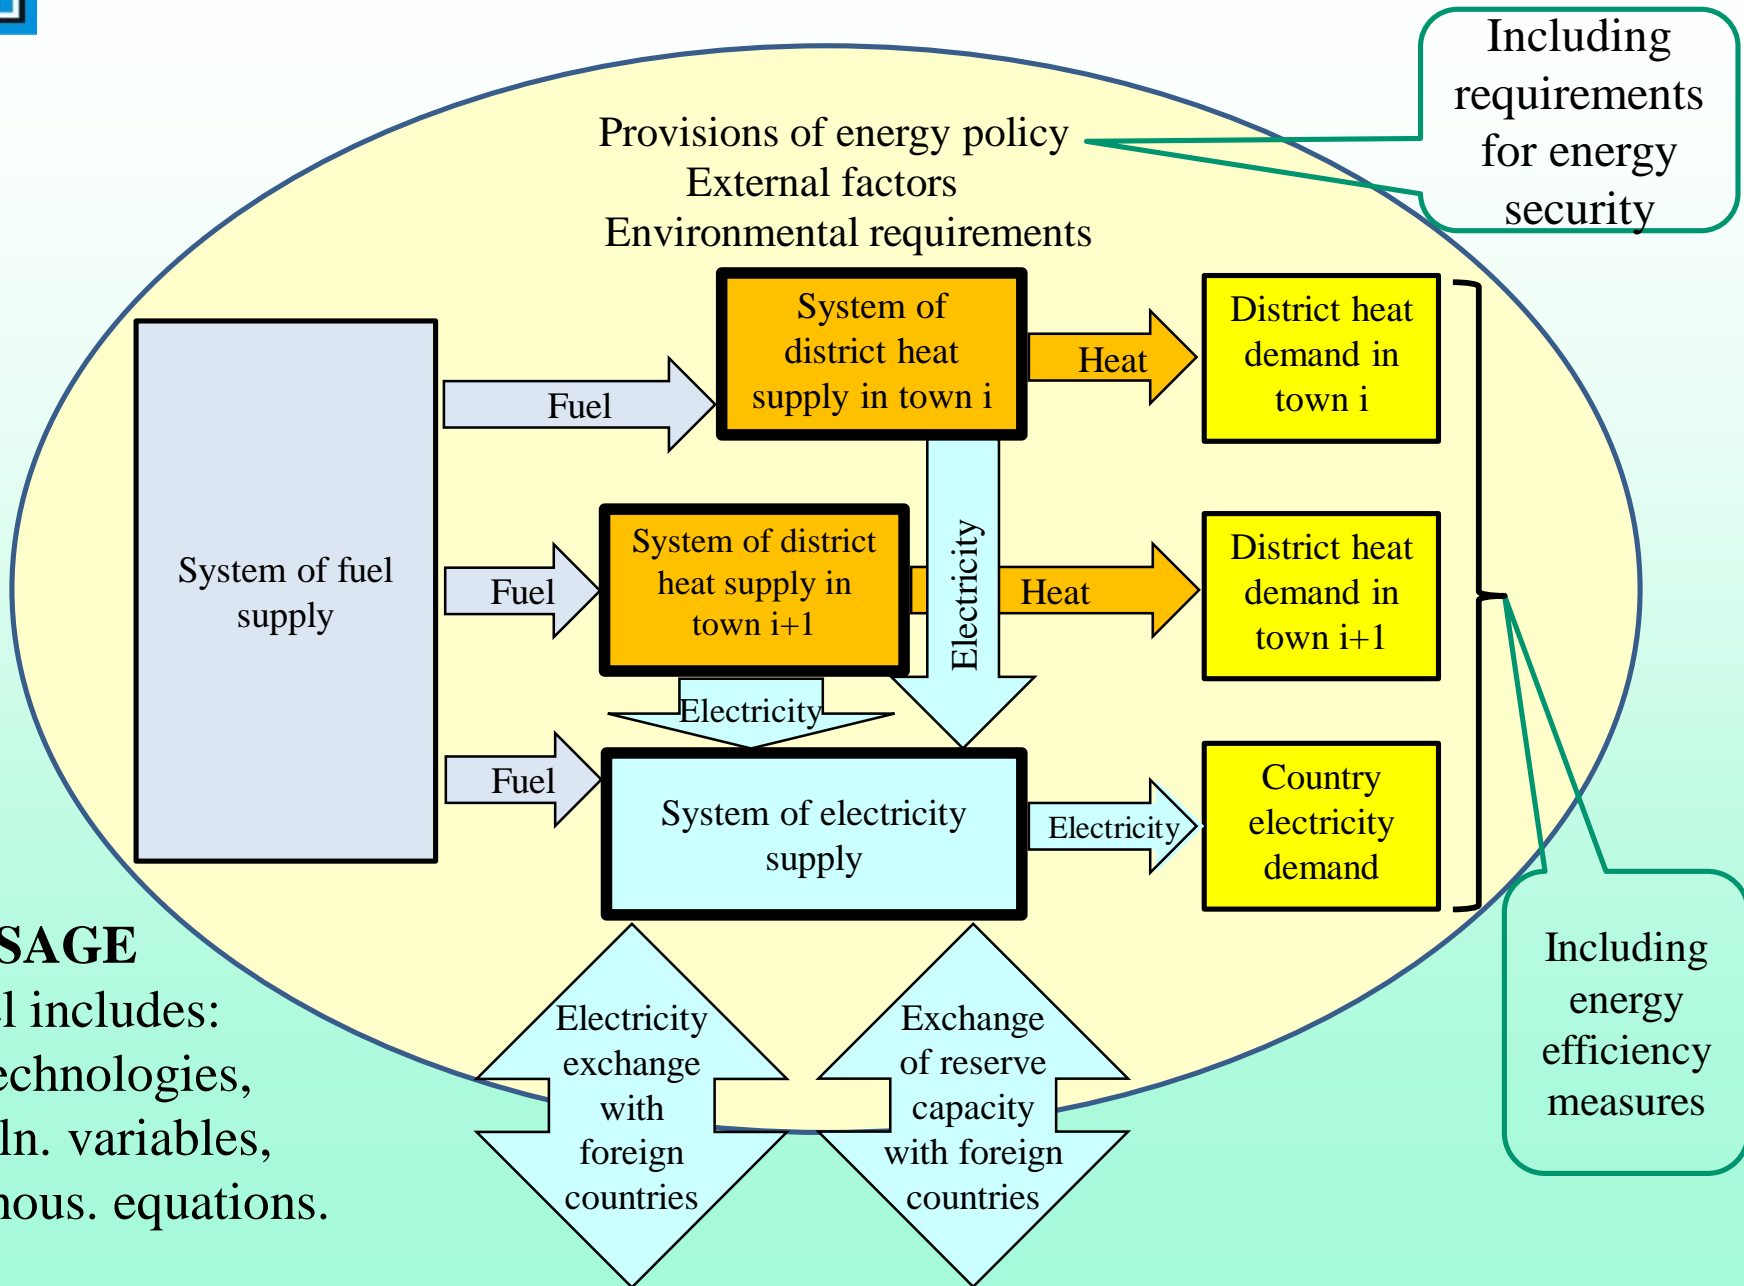 Including
requirements
for energy
security
Provisions of energy policy
External factors
Environmental requirements
System of
district heat
supply in town i
Heat
District heat
demand in
town i
Fuel
System of fuel
supply
Fuel
System of district
heat supply in
town i+1
Electricity
Heat
District heat
demand in
town i+1
Electricity
Fuel
System of electricity
supply
Electricity
Country
electricity
demand
SAGE
l includes:
echnologies,
ln. variables,
hous. equations.
Electricity
exchange
with
foreign
countries
Exchange
of reserve
capacity
with foreign
countries
Including
energy
efficiency
measures